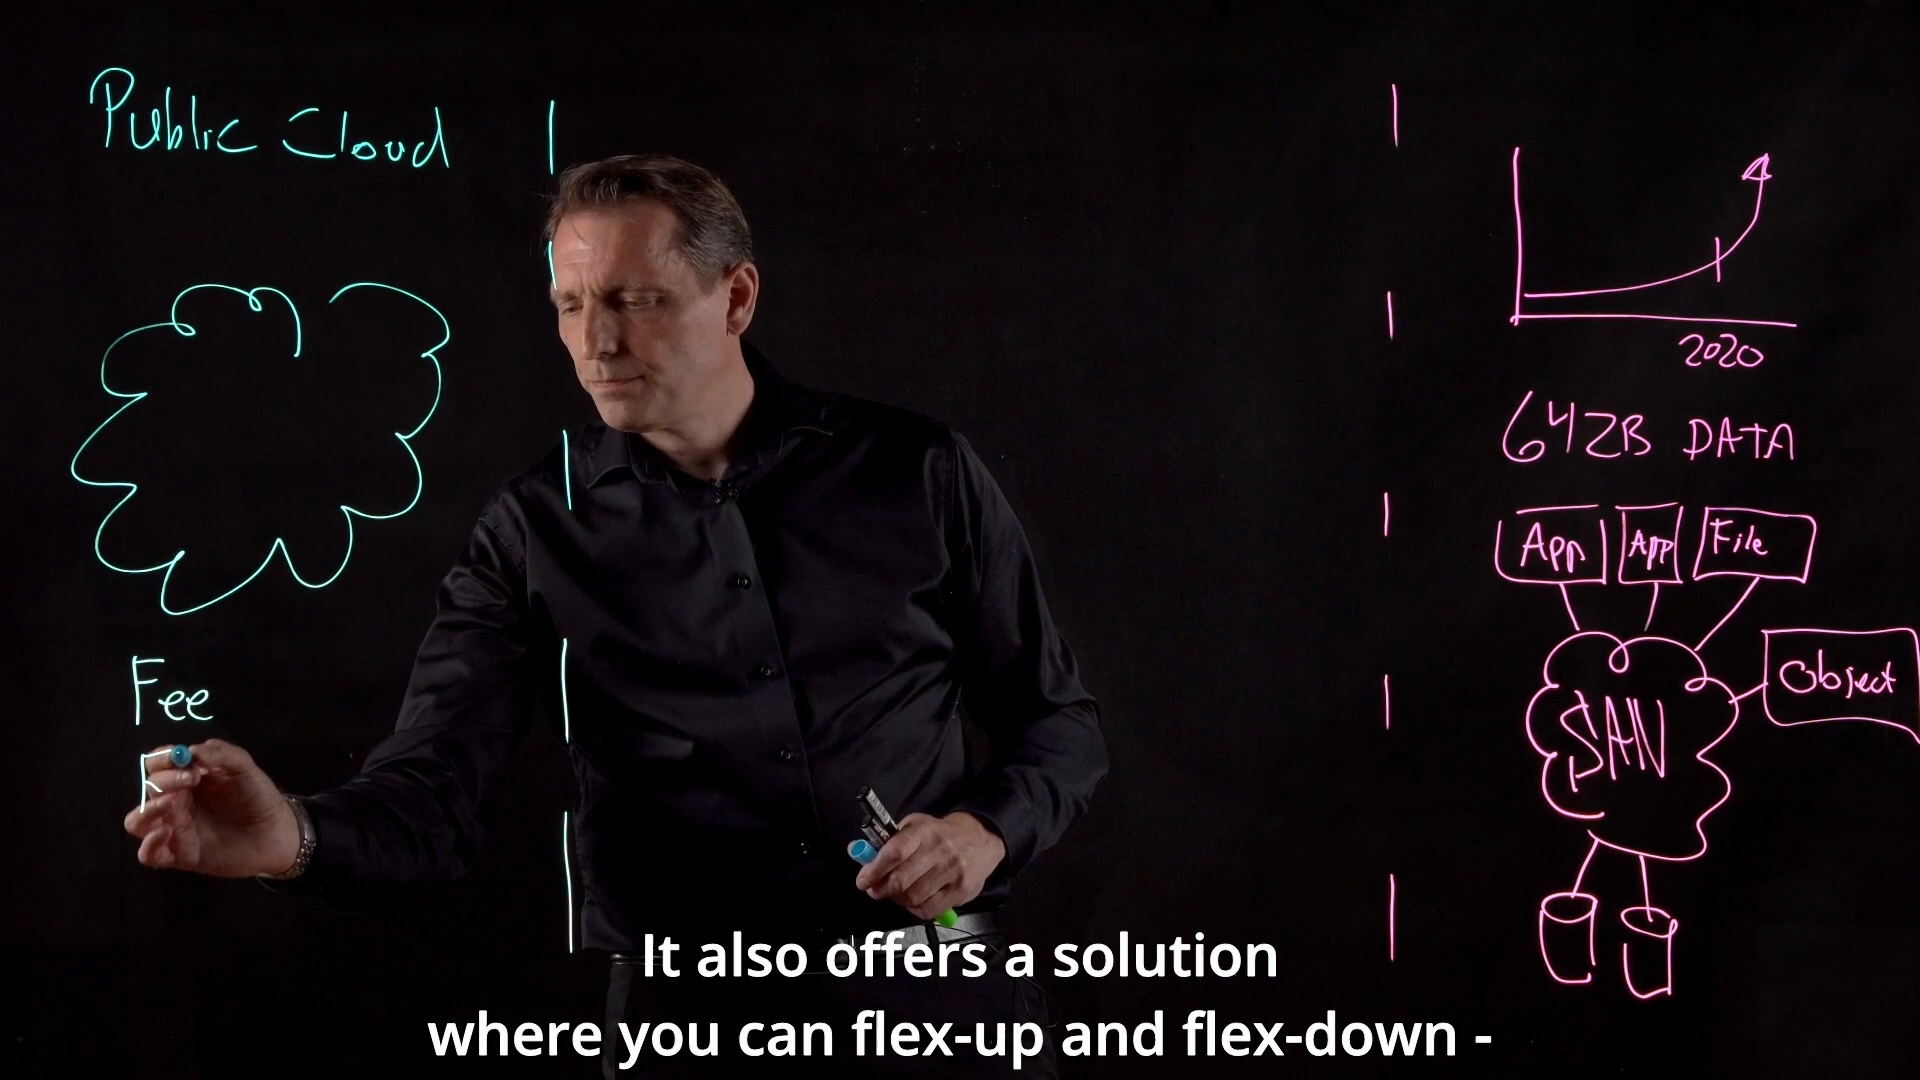 Public Cloud
Fee
F
2020
64ZB DATA
App
App
File
Object
SAN
It also offers a solution
where you can flex-up and flex-down -